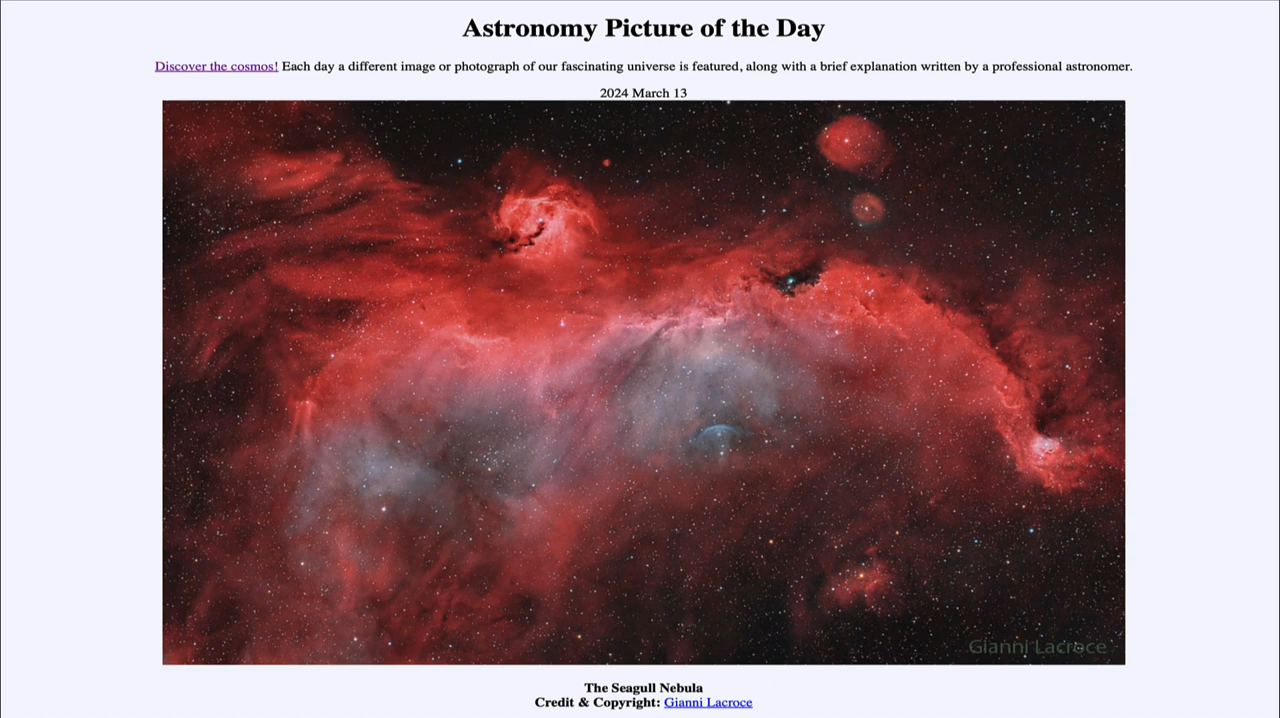 Astronomy Picture of the Day
Discover the cosmos! Each day a different image or photograph of our fascinating universe is featured, along with a brief explanation written by a professional astronomer.
2024 March 13
Gianni Lacroce
The Seagull Nebula
Credit & Copyright: Gianni Lacroce